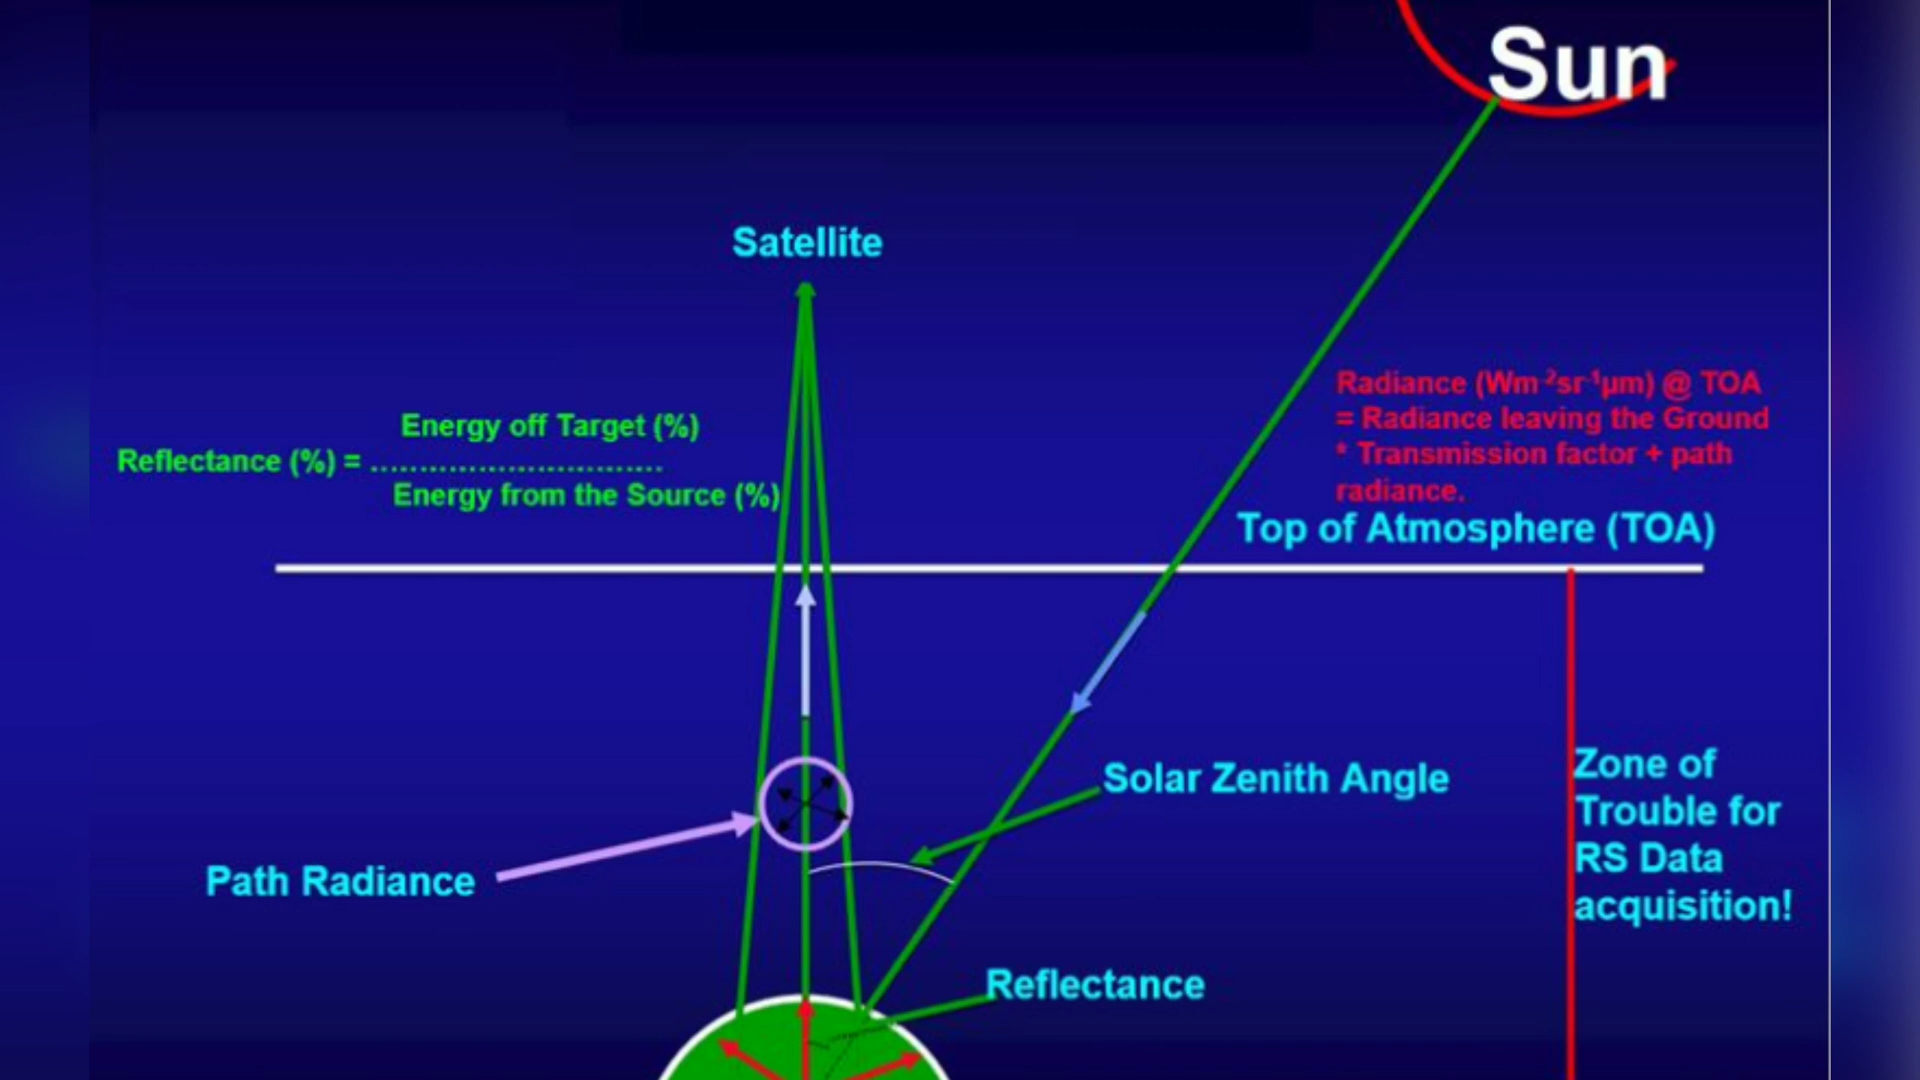 Sun
Satellite
Radiance (Wm-2sr-1µm) @ TOA
= Radiance leaving the Ground
* Transmission factor + path
radiance.
Energy off Target (%)
Reflectance (%) = ..............................
Energy from the Source (%)
Top of Atmosphere (TOA)
Solar Zenith Angle
Zone of
Trouble for
RS Data
acquisition!
Path Radiance
Reflectance